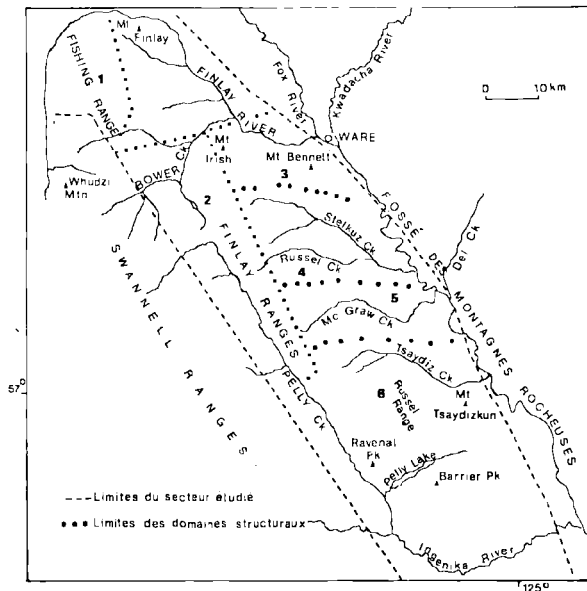 Mt
Finlay
FISHING RANGE
1
FINLAY RIVER
Fox River
Kwadacha River
0 10 km
WARE
Mt
Irish
Mt Bennett
3
BOWER Ck
Whudzi
Mtn
2
FINLAY RANGES
Stelkuz Ck
FOSSÉ DES MONTAGNES ROCHEUSES
Del Ck
SWANNELL RANGES
Russel Ck
4
5
Mc Graw Ck
Tsaydiz Ck
57°
PELLY Ck
6
Russel
Range
Mt
Tsaydizkun
Ravenal
Pk
Pelly Lake
Barrier Pk
Limites du secteur étudié
Limites des domaines structuraux
Ingenika River
125°